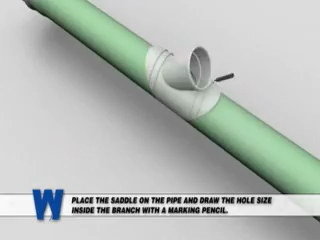 W
PLACE THE SADDLE ON THE PIPE AND DRAW THE HOLE SIZE
INSIDE THE BRANCH WITH A MARKING PENCIL.